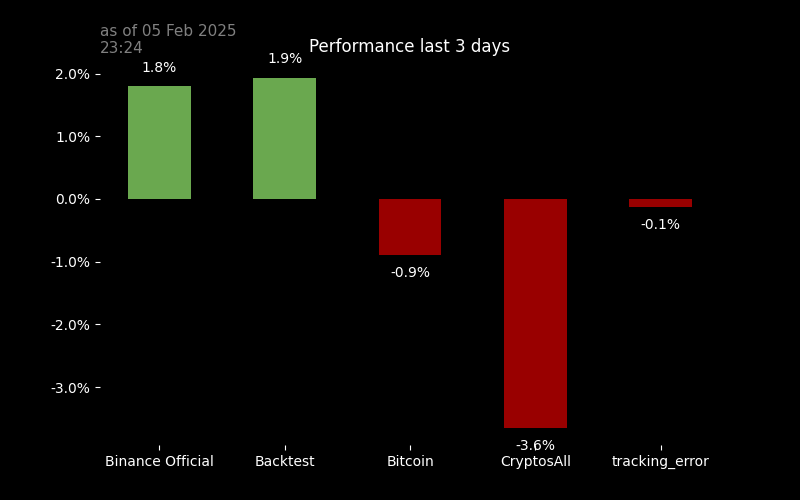 as of 05 Feb 2025
23:24
Performance last 3 days
2.0%
1.0%
0.0%
-1.0%
-2.0%
-3.0%
1.8%
1.9%
-0.9%
-3.6%
-0.1%
Binance Official
Backtest
Bitcoin
CryptosAll
tracking_error